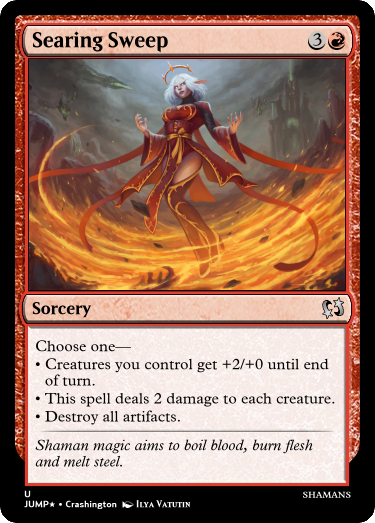 Searing Sweep 3
Sorcery
Choose one—
• Creatures you control get +2/+0 until end
of turn.
• This spell deals 2 damage to each creature.
• Destroy all artifacts.
Shaman magic aims to boil blood, burn flesh
and melt steel.
U SHAMANS
JUMP★ • Crashington Ilya Vatutin